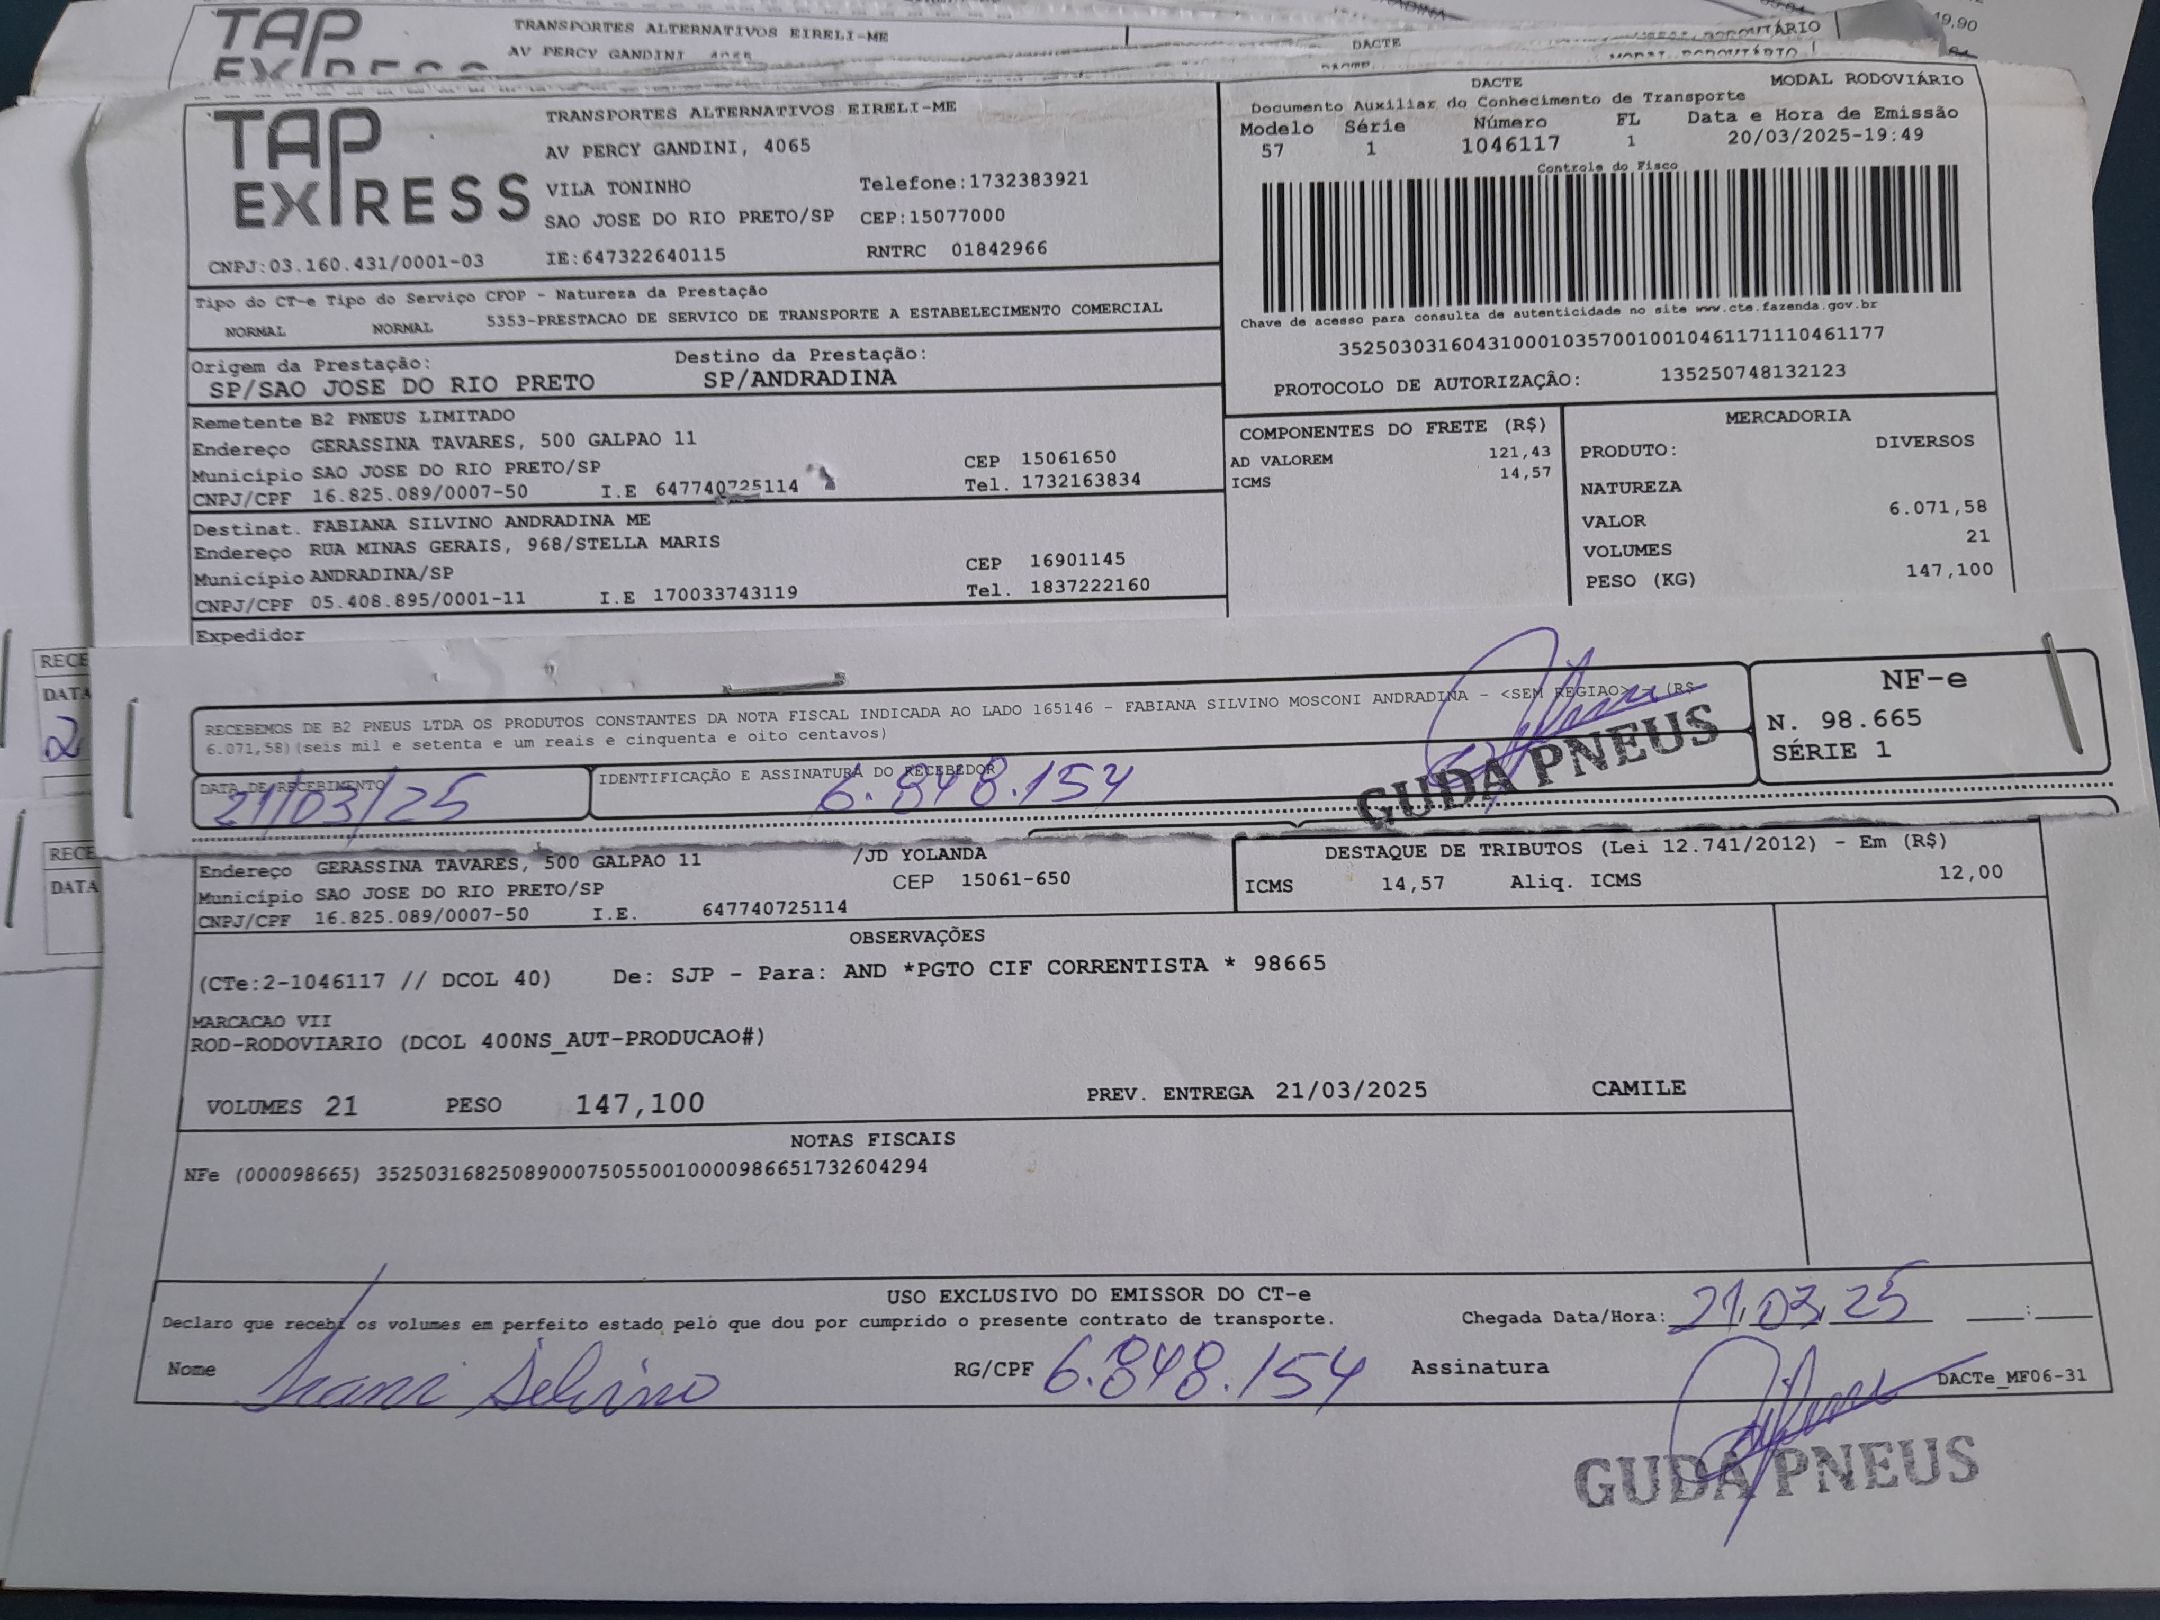 TAP
TRANSPORTES ALTERNATIVOS EIRELI-ME
AV PERCY GANDINI
DACTE
19,90
TAP
EXPRESS
TRANSPORTES ALTERNATIVOS EIRELI-ME
AV PERCY GANDINI, 4065
VILA TONINHO Telefone:1732383921
SAO JOSE DO RIO PRETO/SP CEP:15077000
CNPJ:03.160.431/0001-03 IE:647322640115 RNTRC 01842966
DACTE MODAL RODOVIÁRIO
Documento Auxiliar do Conhecimento de Transporte
Modelo Série Número FL Data e Hora de Emissão
57 1 1046117 1 20/03/2025-19:49
Controle do Fisco
Chave de acesso para consulta de autenticidade no site www.cte.fazenda.gov.br
35250303160431000103570010010461171110461177
PROTOCOLO DE AUTORIZAÇÃO: 135250748132123
Tipo do CT-e Tipo do Serviço CFOP - Natureza da Prestação
NORMAL NORMAL 5353-PRESTACAO DE SERVICO DE TRANSPORTE A ESTABELECIMENTO COMERCIAL
Origem da Prestação: Destino da Prestação:
SP/SAO JOSE DO RIO PRETO SP/ANDRADINA
Remetente B2 PNEUS LIMITADO
Endereço GERASSINA TAVARES, 500 GALPAO 11
Município SAO JOSE DO RIO PRETO/SP CEP 15061650
CNPJ/CPF 16.825.089/0007-50 I.E 647740725114 Tel. 1732163834
Destinat. FABIANA SILVINO ANDRADINA ME
Endereço RUA MINAS GERAIS, 968/STELLA MARIS
Município ANDRADINA/SP CEP 16901145
CNPJ/CPF 05.408.895/0001-11 I.E 170033743119 Tel. 1837222160
Expedidor
COMPONENTES DO FRETE (R$)
AD VALOREM 121,43
ICMS 14,57
MERCADORIA
PRODUTO: DIVERSOS
NATUREZA
VALOR 6.071,58
VOLUMES 21
PESO (KG) 147,100
RECE
DATA
2
RECEBEMOS DE B2 PNEUS LTDA OS PRODUTOS CONSTANTES DA NOTA FISCAL INDICADA AO LADO 165146 - FABIANA SILVINO MOSCONI ANDRADINA - <SEM REGIAO> - (R$
6.071,58)(seis mil e setenta e um reais e cinquenta e oito centavos)
DATA DE RECEBIMENTO IDENTIFICAÇÃO E ASSINATURA DO RECEBEDOR
21/03/25 6.848.154
GUDA PNEUS
NF-e
N. 98.665
SÉRIE 1
RECE
DATA
Endereço GERASSINA TAVARES, 500 GALPAO 11 /JD YOLANDA
Município SAO JOSE DO RIO PRETO/SP CEP 15061-650
CNPJ/CPF 16.825.089/0007-50 I.E. 647740725114
DESTAQUE DE TRIBUTOS (Lei 12.741/2012) - Em (R$)
ICMS 14,57 Aliq. ICMS 12,00
OBSERVAÇÕES
(CTe:2-1046117 // DCOL 40) De: SJP - Para: AND *PGTO CIF CORRENTISTA * 98665
MARCACAO VII
ROD-RODOVIARIO (DCOL 400NS_AUT-PRODUCAO#)
VOLUMES 21 PESO 147,100 PREV. ENTREGA 21/03/2025 CAMILE
NOTAS FISCAIS
NFe (000098665) 35250316825089000750550010000986651732604294
USO EXCLUSIVO DO EMISSOR DO CT-e
Declaro que recebi os volumes em perfeito estado pelo que dou por cumprido o presente contrato de transporte. Chegada Data/Hora: 21.03.25 :
Nome Silvino RG/CPF 6.848.154 Assinatura DACTe_MF06-31
GUDA PNEUS